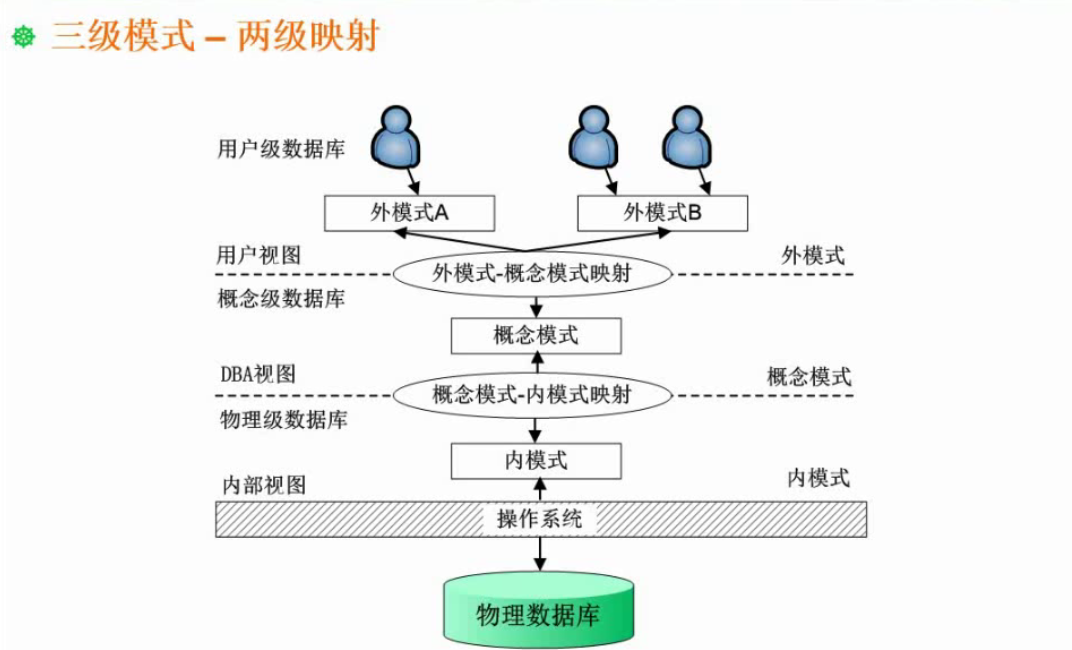 三级模式 – 两级映射
用户级数据库
外模式A
外模式B
用户视图
外模式
外模式-概念模式映射
概念级数据库
概念模式
DBA视图
概念模式
概念模式-内模式映射
物理级数据库
内模式
内部视图
内模式
操作系统
物理数据库